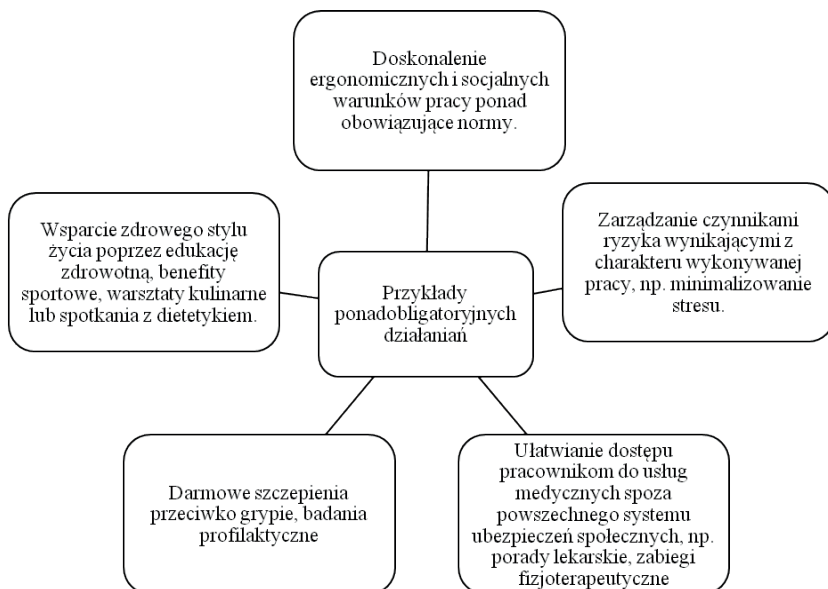 Doskonalenie
ergonomicznych i socjalnych
warunków pracy ponad
obowiązujące normy.
Wsparcie zdrowego stylu
życia poprzez edukację
zdrowotną, benefity
sportowe, warsztaty kulinarne
lub spotkania z dietetykiem.
Zarządzanie czynnikami
ryzyka wynikającymi z
charakteru wykonywanej
pracy, np. minimalizowanie
stresu.
Przykłady
ponadobligatoryjnych
działaniań
Darmowe szczepienia
przeciwko grypie, badania
profilaktyczne
Ułatwianie dostępu
pracownikom do usług
medycznych spoza
powszechnego systemu
ubezpieczeń społecznych, np.
porady lekarskie, zabiegi
fizjoterapeutyczne